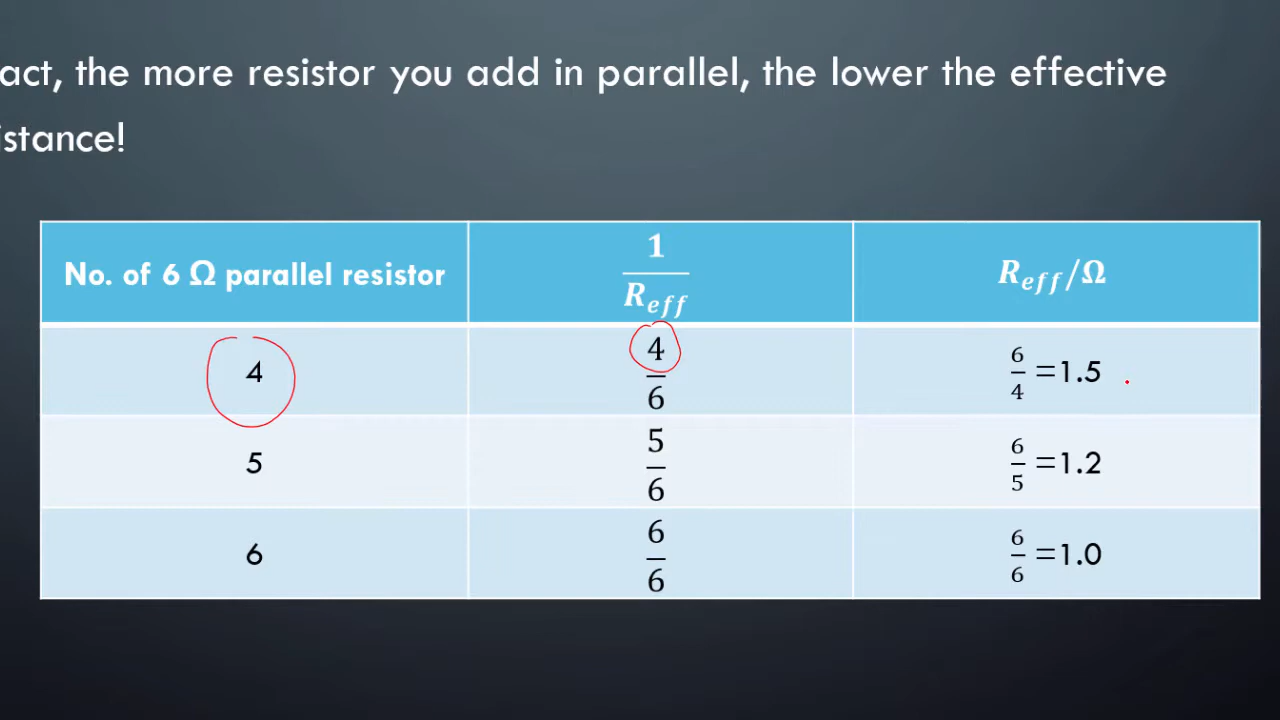 act, the more resistor you add in parallel, the lower the effective
istance!
No. of 6 Ω parallel resistor 1/R_eff R_eff/Ω
4 4/6 6/4 =1.5
5 5/6 6/5 =1.2
6 6/6 6/6 =1.0